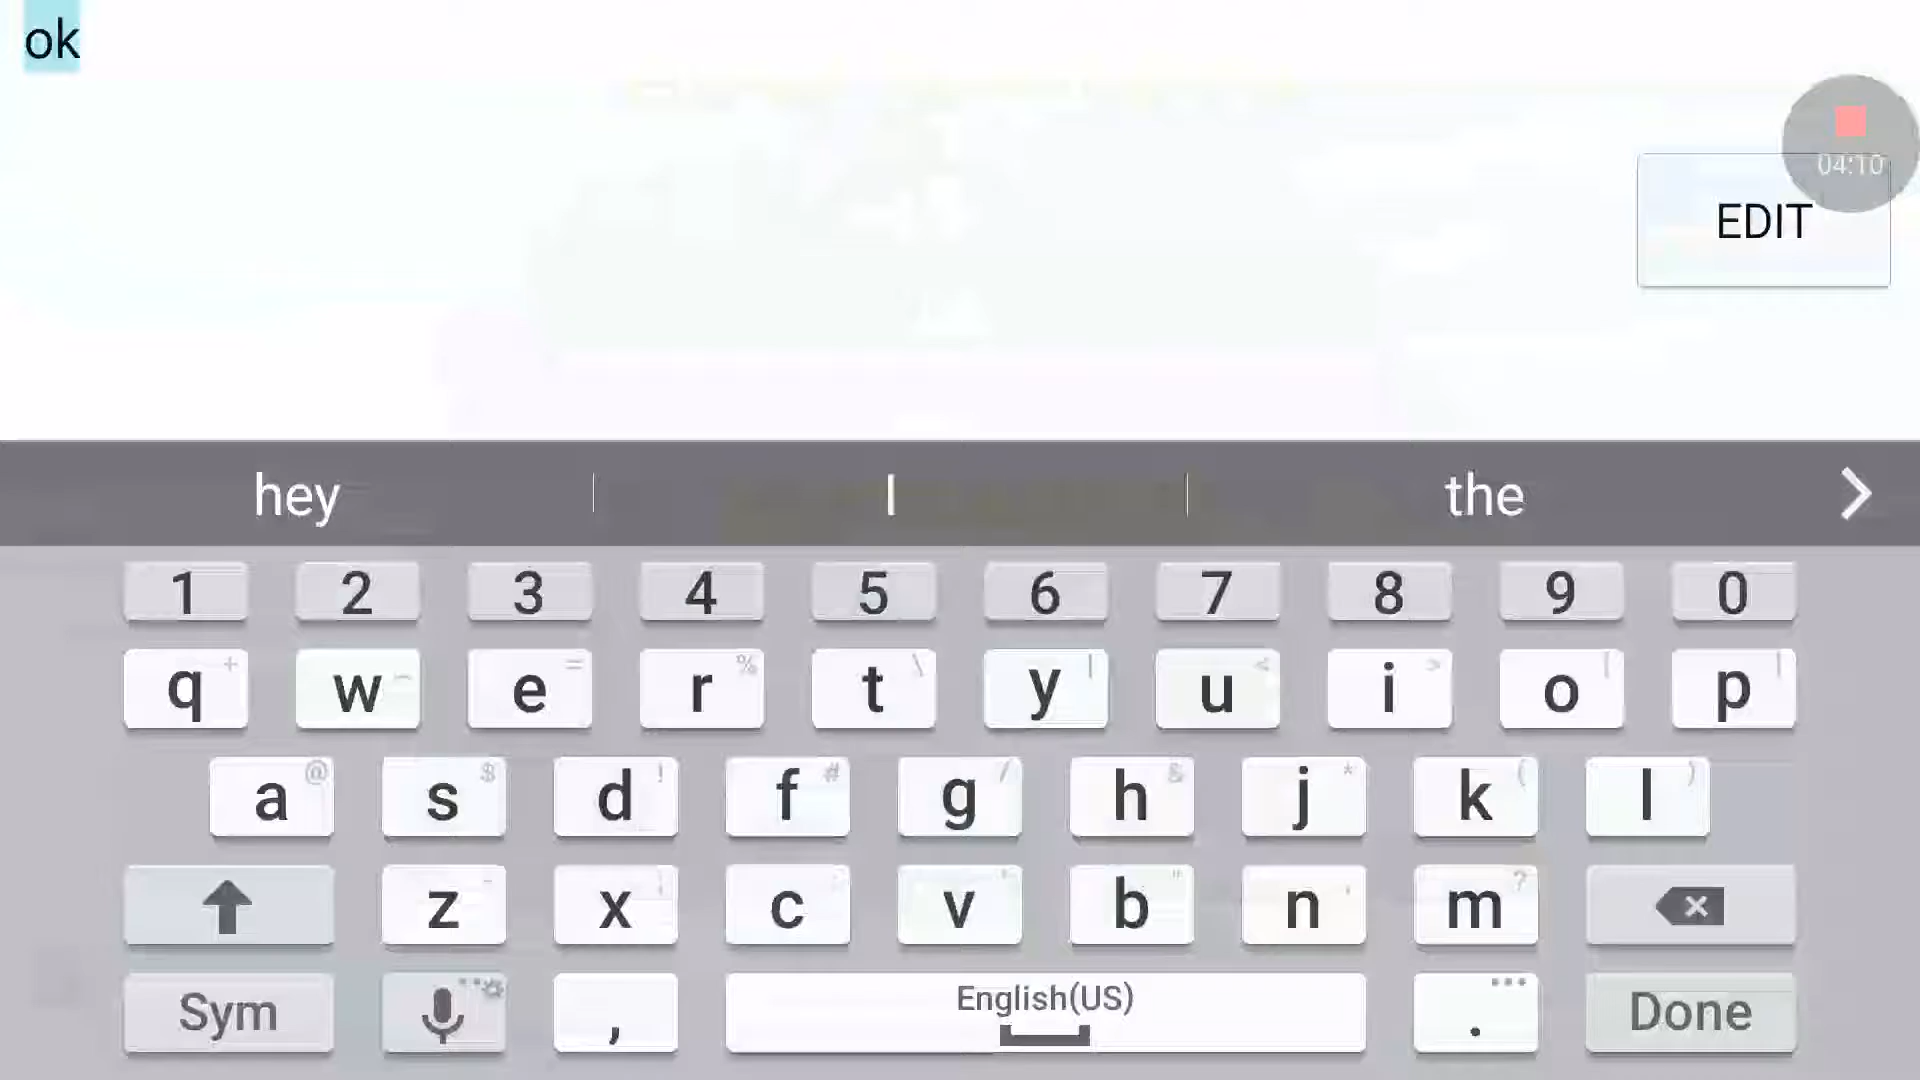 ok
04:10
EDIT
hey I the
1 2 3 4 5 6 7 8 9 0
q + w e = r % t \ y | u < i > o [ p
a @ s $ d ! f # g / h & j * k ( l )
z - x c v b " n m ?
Sym , English(US) . Done